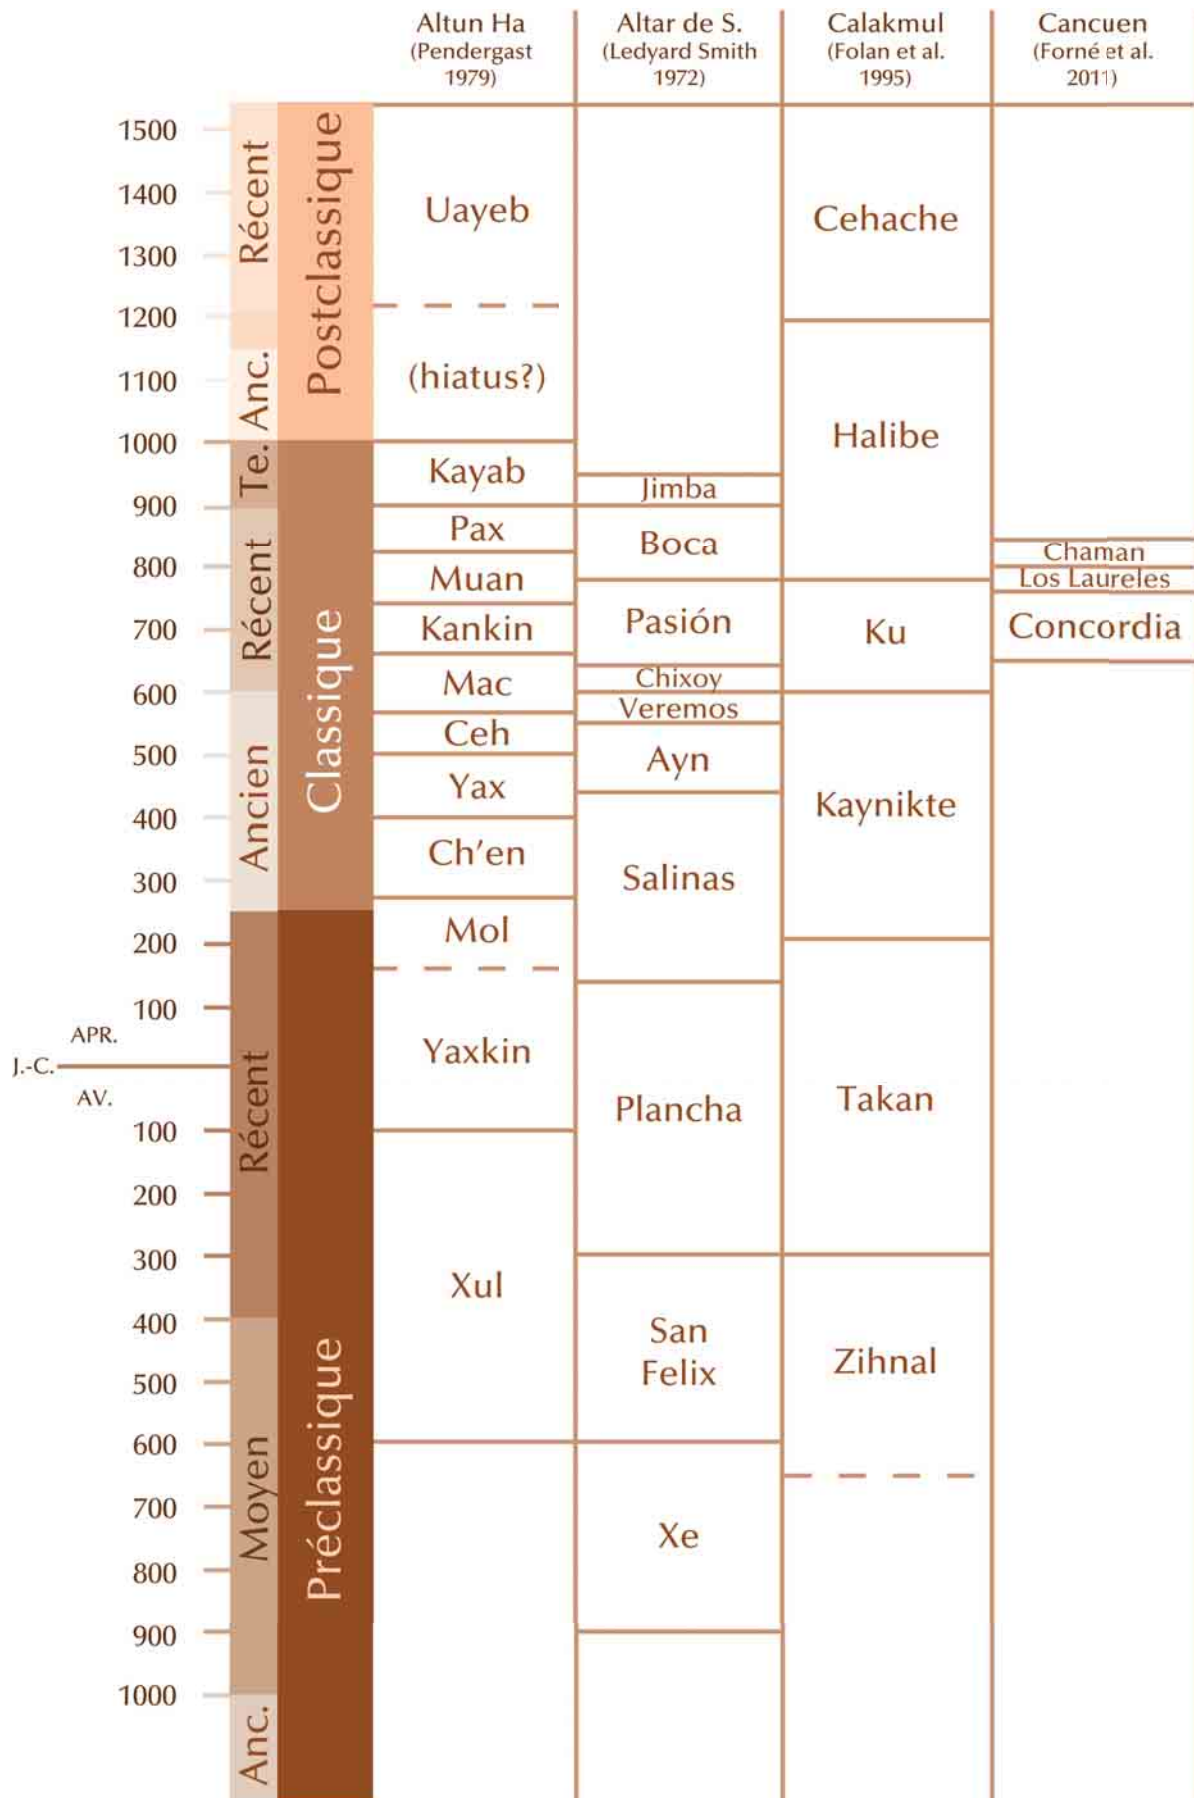 Altun Ha
(Pendergast
1979)
Altar de S.
(Ledyard Smith
1972)
Calakmul
(Folan et al.
1995)
Cancuen
(Forné et al.
2011)
1500
1400
1300
1200
1100
1000
900
800
700
600
500
400
300
200
100
APR.
J.-C.
AV.
100
200
300
400
500
600
700
800
900
1000
Récent
Anc.
Te.
Récent
Ancien
Récent
Moyen
Anc.
Postclassique
Classique
Préclassique
Uayeb
(hiatus?)
Kayab
Pax
Muan
Kankin
Mac
Ceh
Yax
Ch’en
Mol
Yaxkin
Xul
Jimba
Boca
Pasión
Chixoy
Veremos
Ayn
Salinas
Plancha
San
Felix
Xe
Cehache
Halibe
Ku
Kaynikte
Takan
Zihnal
Chaman
Los Laureles
Concordia